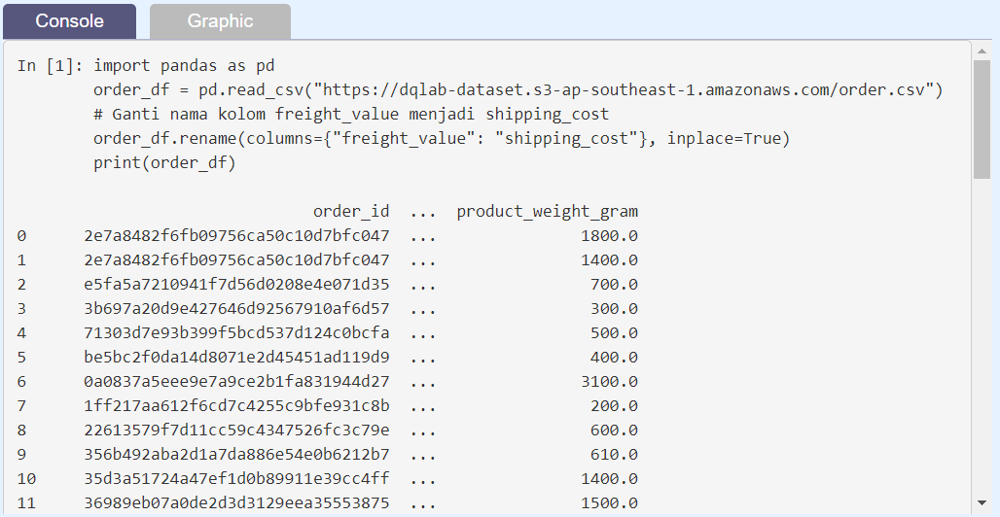 Console Graphic
In [1]: import pandas as pd
order_df = pd.read_csv("https://dqlab-dataset.s3-ap-southeast-1.amazonaws.com/order.csv")
# Ganti nama kolom freight_value menjadi shipping_cost
order_df.rename(columns={"freight_value": "shipping_cost"}, inplace=True)
print(order_df)
order_id ... product_weight_gram
0 2e7a8482f6fb09756ca50c10d7bfc047 ... 1800.0
1 2e7a8482f6fb09756ca50c10d7bfc047 ... 1400.0
2 e5fa5a7210941f7d56d0208e4e071d35 ... 700.0
3 3b697a20d9e427646d92567910af6d57 ... 300.0
4 71303d7e93b399f5bcd537d124c0bcfa ... 500.0
5 be5bc2f0da14d8071e2d45451ad119d9 ... 400.0
6 0a0837a5eee9e7a9ce2b1fa831944d27 ... 3100.0
7 1ff217aa612f6cd7c4255c9bfe931c8b ... 200.0
8 22613579f7d11cc59c4347526fc3c79e ... 600.0
9 356b492aba2d1a7da886e54e0b6212b7 ... 610.0
10 35d3a51724a47ef1d0b89911e39cc4ff ... 1400.0
11 36989eb07a0de2d3d3129eea35553875 ... 1500.0